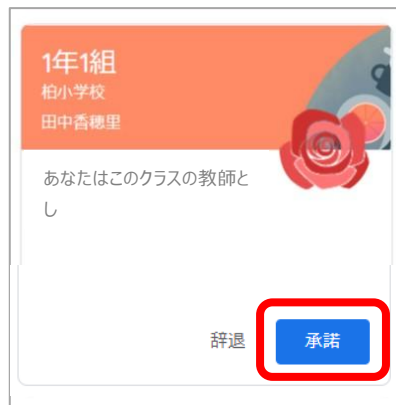 1年1組
柏小学校
田中香穂里
あなたはこのクラスの教師と
し
辞退
承諾